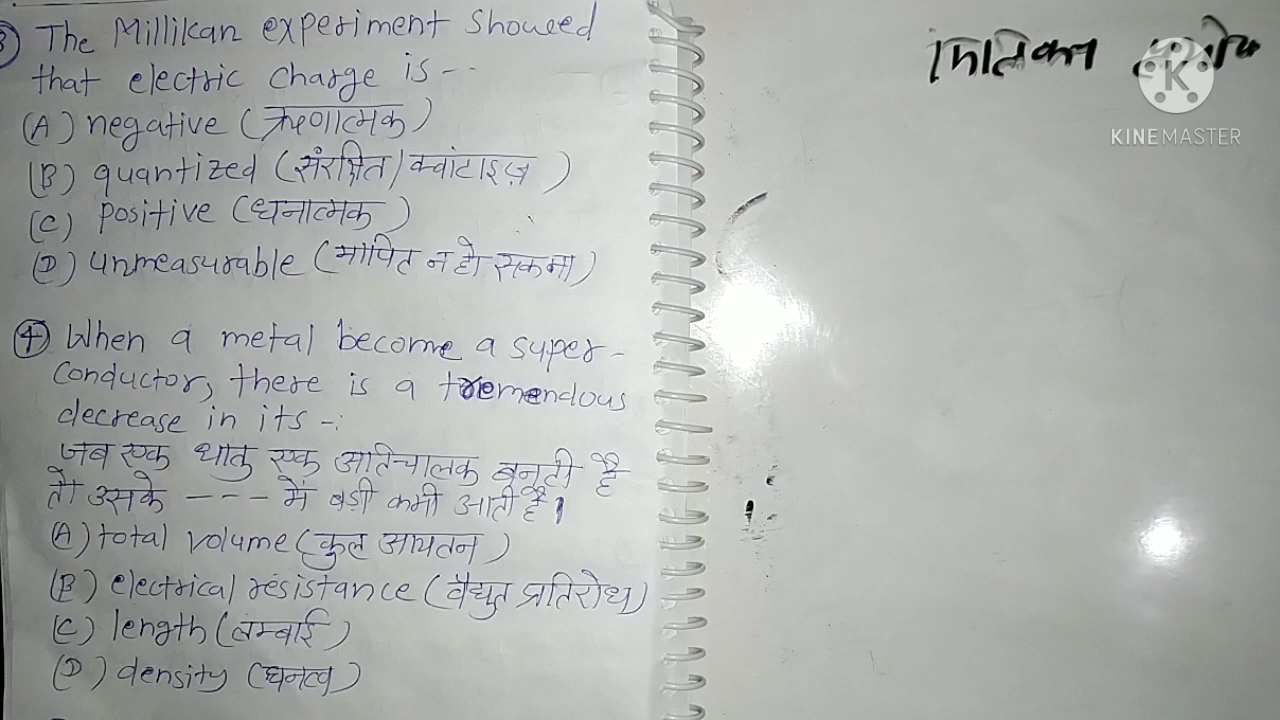 3 The Millikan experiment showed
that electric charge is --
(A) negative (ऋणात्मक)
(B) quantized (संरक्षित/क्वांटाइज़)
(C) positive (धनात्मक)
(D) unmeasurable (मापित न हो सकना)
4 When a metal become a super-
conductor, there is a tremendous
decrease in its -:
जब एक धातु एक अतिचालक बनती है
तो उसके ---- में बड़ी कमी आती है।
(A) total volume (कुल आयतन)
(B) electrical resistance (वैद्युत प्रतिरोध)
(C) length (लम्बाई)
(D) density (घनत्व)
मिलिकन
K
KINEMASTER